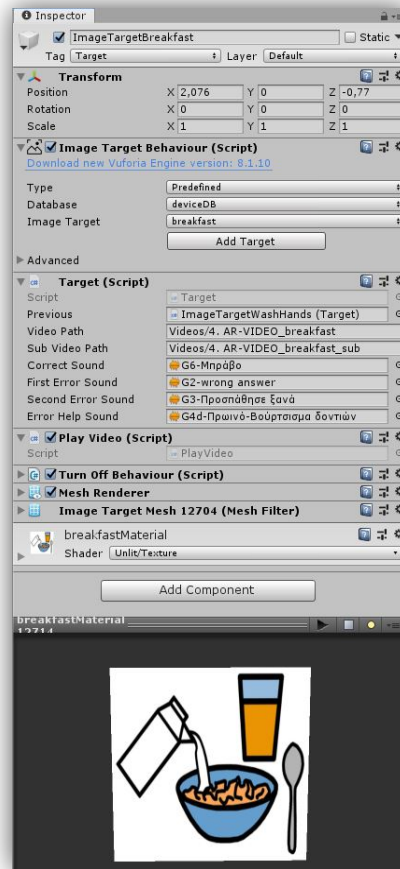 Inspector
ImageTargetBreakfast Static
Tag Target Layer Default
Transform
Position X 2,076 Y 0 Z -0,77
Rotation X 0 Y 0 Z 0
Scale X 1 Y 1 Z 1
Image Target Behaviour (Script)
Download new Vuforia Engine version: 8.1.10
Type Predefined
Database deviceDB
Image Target breakfast
Add Target
Advanced
Target (Script)
Script Target
Previous ImageTargetWashHands (Target)
Video Path Videos/4. AR-VIDEO_breakfast
Sub Video Path Videos/4. AR-VIDEO_breakfast_sub
Correct Sound G6-Μπράβο
First Error Sound G2-wrong answer
Second Error Sound G3-Προσπάθησε ξανά
Error Help Sound G4d-Πρωινό-Βούρτσισμα δοντιών
Play Video (Script)
Script PlayVideo
Turn Off Behaviour (Script)
Mesh Renderer
Image Target Mesh 12704 (Mesh Filter)
breakfastMaterial
Shader Unlit/Texture
Add Component
breakfastMaterial
12714